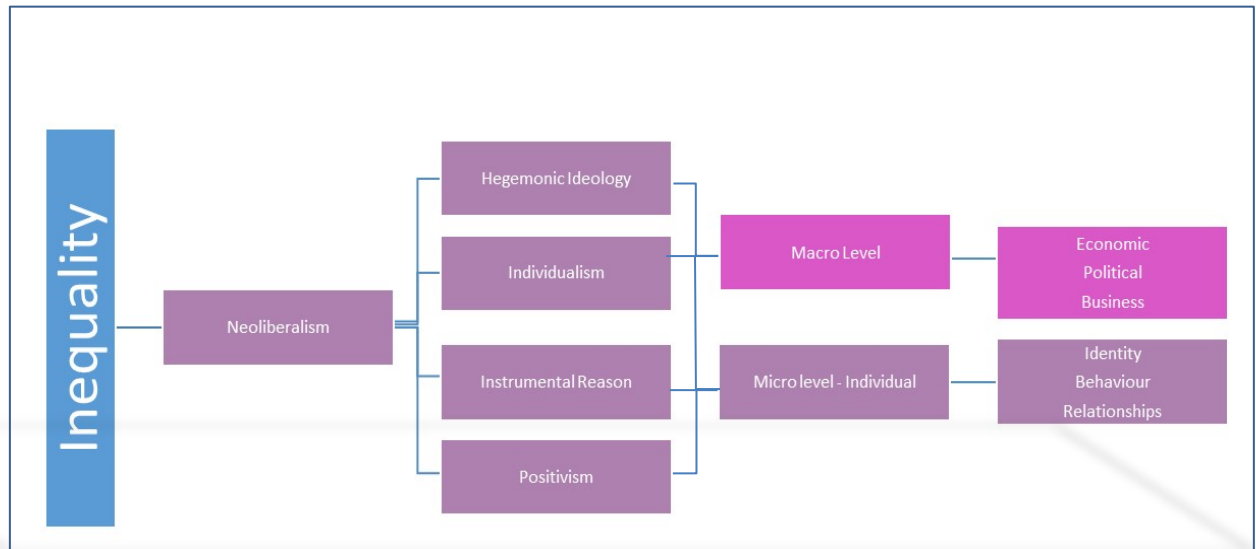 Inequality
Neoliberalism
Hegemonic Ideology
Individualism
Instrumental Reason
Positivism
Macro Level
Micro level - Individual
Economic
Political
Business
Identity
Behaviour
Relationships